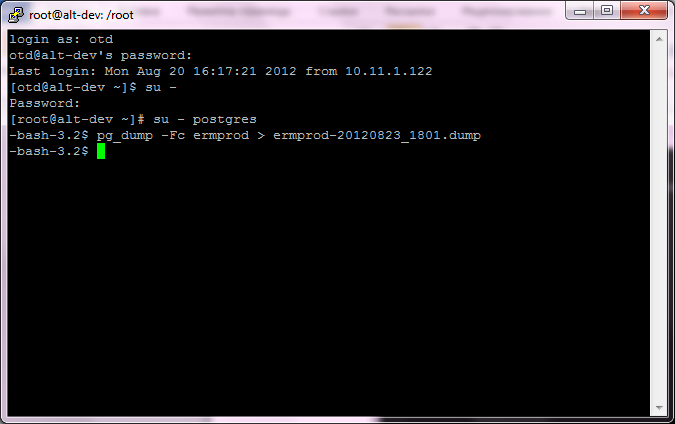 root@alt-dev: /root
login as: otd
otd@alt-dev's password:
Last login: Mon Aug 20 16:17:21 2012 from 10.11.1.122
[otd@alt-dev ~]$ su -
Password:
[root@alt-dev ~]# su - postgres
-bash-3.2$ pg_dump -Fc ermprod > ermprod-20120823_1801.dump
-bash-3.2$